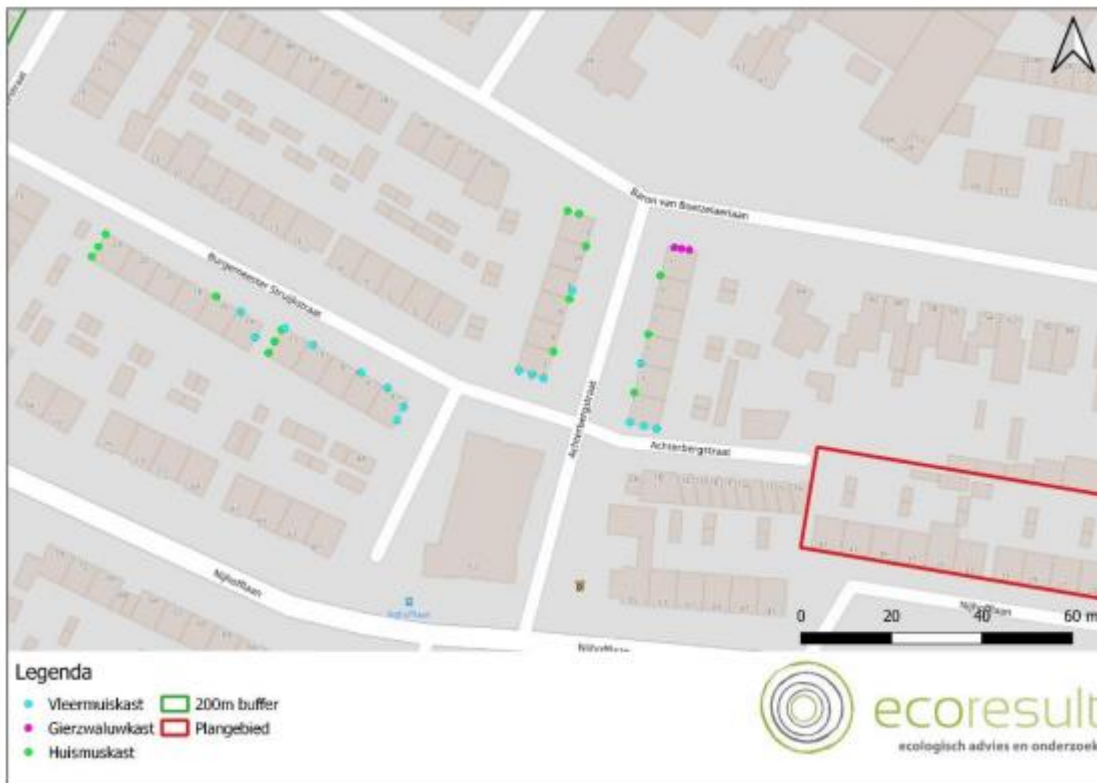 Baron van Boetzelaerlaan
Burgemeester Struijkstraat
Achterbergstraat
Achterbergstraat
Nijhofflaan
Nijhofflaan
Nijhofflaan
Nijhofflaan
0 20 40 60 m
Legenda
Vleermuiskast
200m buffer
Gierzwaluwkast
Plangebied
Huismuskast
ecoresult
ecologisch advies en onderzoek